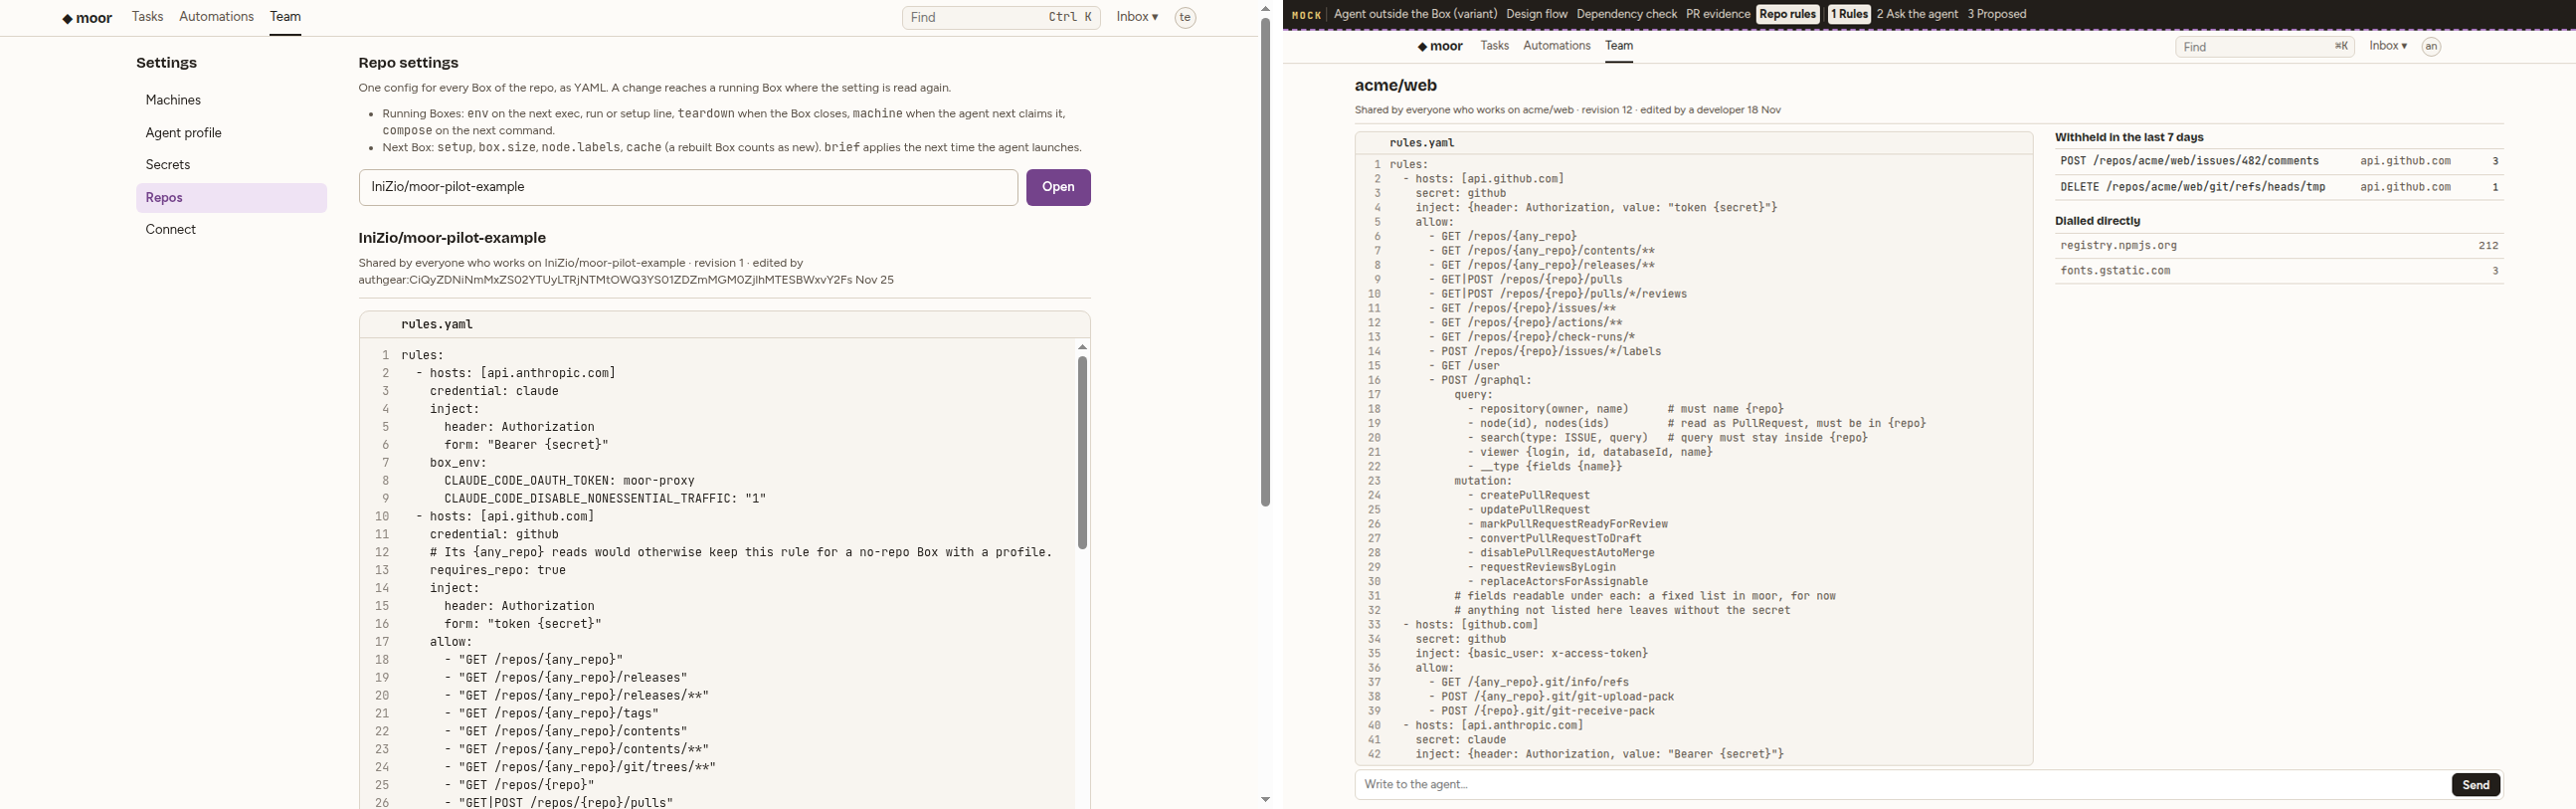 ◆ moor Tasks Automations Team Find Ctrl K Inbox ▾ te
Settings
Machines
Agent profile
Secrets
Repos
Connect
Repo settings
One config for every Box of the repo, as YAML. A change reaches a running Box where the setting is read again.
• Running Boxes: env on the next exec, run or setup line, teardown when the Box closes, machine when the agent next claims it,
compose on the next command.
• Next Box: setup, box.size, node.labels, cache (a rebuilt Box counts as new). brief applies the next time the agent launches.
IniZio/moor-pilot-example Open
IniZio/moor-pilot-example
Shared by everyone who works on IniZio/moor-pilot-example · revision 1 · edited by
Nov 25
rules.yaml
1 rules:
2 - hosts: [api.anthropic.com]
3 credential: claude
4 inject:
5 header: Authorization
6 form: "Bearer {secret}"
7 box_env:
8 CLAUDE_CODE_OAUTH_TOKEN: moor-proxy
9 CLAUDE_CODE_DISABLE_NONESSENTIAL_TRAFFIC: "1"
10 - hosts: [api.github.com]
11 credential: github
12 # Its {any_repo} reads would otherwise keep this rule for a no-repo Box with a profile.
13 requires_repo: true
14 inject:
15 header: Authorization
16 form: "token {secret}"
17 allow:
18 - "GET /repos/{any_repo}"
19 - "GET /repos/{any_repo}/releases"
20 - "GET /repos/{any_repo}/releases/**"
21 - "GET /repos/{any_repo}/tags"
22 - "GET /repos/{any_repo}/contents"
23 - "GET /repos/{any_repo}/contents/**"
24 - "GET /repos/{any_repo}/git/trees/**"
25 - "GET /repos/{repo}"
26 - "GET|POST /repos/{repo}/pulls"
MOCK Agent outside the Box (variant) Design flow Dependency check PR evidence Repo rules 1 Rules 2 Ask the agent 3 Proposed
◆ moor Tasks Automations Team Find ⌘K Inbox ▾ an
acme/web
Shared by everyone who works on acme/web · revision 12 · edited by a developer 18 Nov
rules.yaml
1 rules:
2 - hosts: [api.github.com]
3 secret: github
4 inject: {header: Authorization, value: "token {secret}"}
5 allow:
6 - GET /repos/{any_repo}
7 - GET /repos/{any_repo}/contents/**
8 - GET /repos/{any_repo}/releases/**
9 - GET|POST /repos/{repo}/pulls
10 - GET|POST /repos/{repo}/pulls/*/reviews
11 - GET /repos/{repo}/issues/**
12 - GET /repos/{repo}/actions/**
13 - GET /repos/{repo}/check-runs/*
14 - POST /repos/{repo}/issues/*/labels
15 - GET /user
16 - POST /graphql:
17 query:
18 - repository(owner, name) # must name {repo}
19 - node(id), nodes(ids) # read as PullRequest, must be in {repo}
20 - search(type: ISSUE, query) # query must stay inside {repo}
21 - viewer {login, id, databaseId, name}
22 - __type {fields {name}}
23 mutation:
24 - createPullRequest
25 - updatePullRequest
26 - markPullRequestReadyForReview
27 - convertPullRequestToDraft
28 - disablePullRequestAutoMerge
29 - requestReviewsByLogin
30 - replaceActorsForAssignable
31 # fields readable under each: a fixed list in moor, for now
32 # anything not listed here leaves without the secret
33 - hosts: [github.com]
34 secret: github
35 inject: {basic_user: x-access-token}
36 allow:
37 - GET /{any_repo}.git/info/refs
38 - POST /{any_repo}.git/git-upload-pack
39 - POST /{repo}.git/git-receive-pack
40 - hosts: [api.anthropic.com]
41 secret: claude
42 inject: {header: Authorization, value: "Bearer {secret}"}
Withheld in the last 7 days
POST /repos/acme/web/issues/482/comments api.github.com 3
DELETE /repos/acme/web/git/refs/heads/tmp api.github.com 1
Dialled directly
registry.npmjs.org 212
fonts.gstatic.com 3
Write to the agent... Send